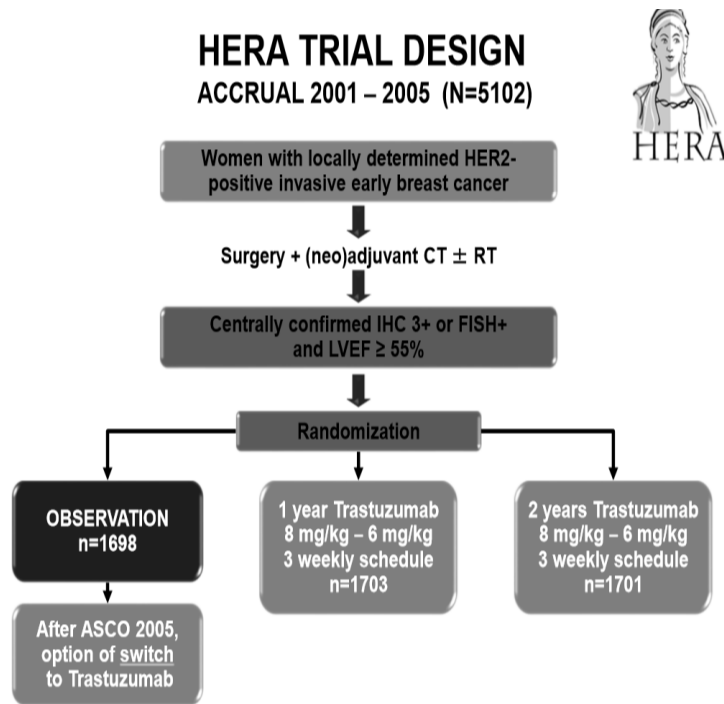 HERA TRIAL DESIGN
ACCRUAL 2001 – 2005 (N=5102)
HERA
Women with locally determined HER2-
positive invasive early breast cancer
Surgery + (neo)adjuvant CT ± RT
Centrally confirmed IHC 3+ or FISH+
and LVEF ≥ 55%
Randomization
OBSERVATION
n=1698
1 year Trastuzumab
8 mg/kg – 6 mg/kg
3 weekly schedule
n=1703
2 years Trastuzumab
8 mg/kg – 6 mg/kg
3 weekly schedule
n=1701
After ASCO 2005,
option of switch
to Trastuzumab